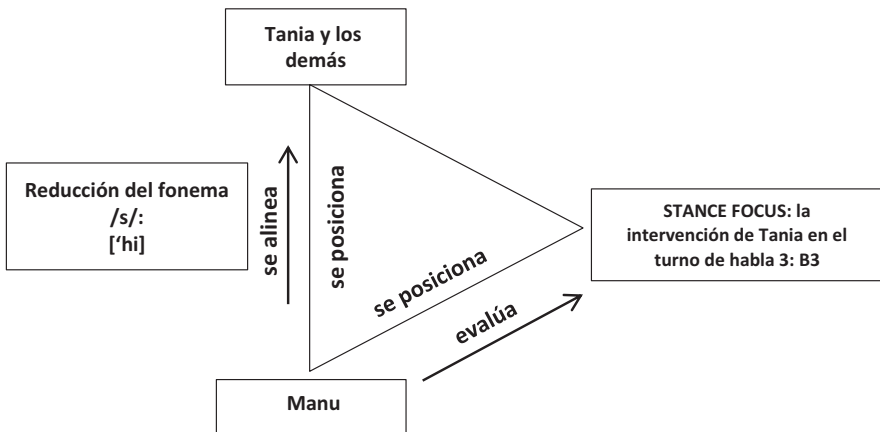 Tania y los
demás
Reducción del fonema
/s/:
[‘hi]
se alinea
se posiciona
se posiciona
evalúa
STANCE FOCUS: la
intervención de Tania en el
turno de habla 3: B3
Manu